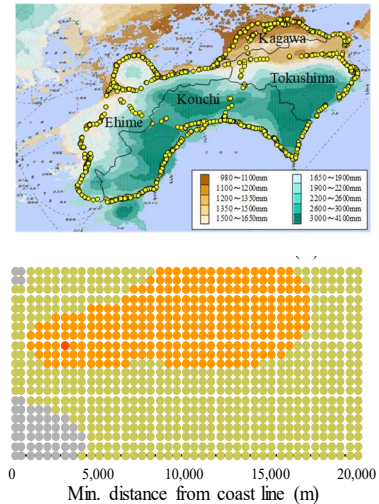 Kagawa
Tokushima
Kouchi
Ehime
980～1100mm 1650～1900mm
1100～1200mm 1900～2200mm
1200～1350mm 2200～2600mm
1350～1500mm 2600～3000mm
1500～1650mm 3000～4100mm
0 5,000 10,000 15,000 20,000
Min. distance from coast line (m)